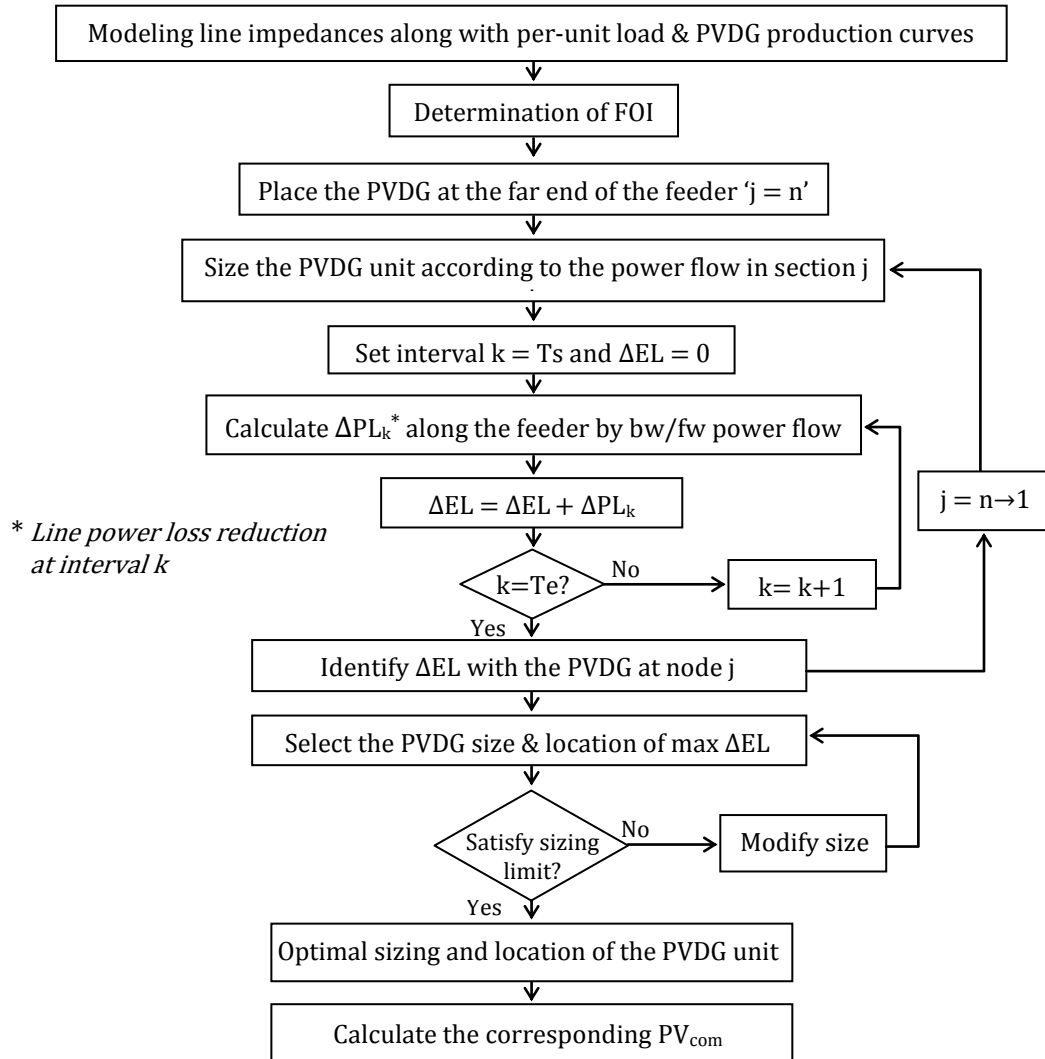 Modeling line impedances along with per-unit load & PVDG production curves
Determination of FOI
Place the PVDG at the far end of the feeder ‘j = n’
Size the PVDG unit according to the power flow in section j
Set interval k = Ts and ΔEL = 0
Calculate ΔPLk* along the feeder by bw/fw power flow
ΔEL = ΔEL + ΔPLk
j = n→1
* Line power loss reduction
at interval k
k=Te?
No
k= k+1
Yes
Identify ΔEL with the PVDG at node j
Select the PVDG size & location of max ΔEL
Satisfy sizing
limit?
No
Modify size
Yes
Optimal sizing and location of the PVDG unit
Calculate the corresponding PVcom